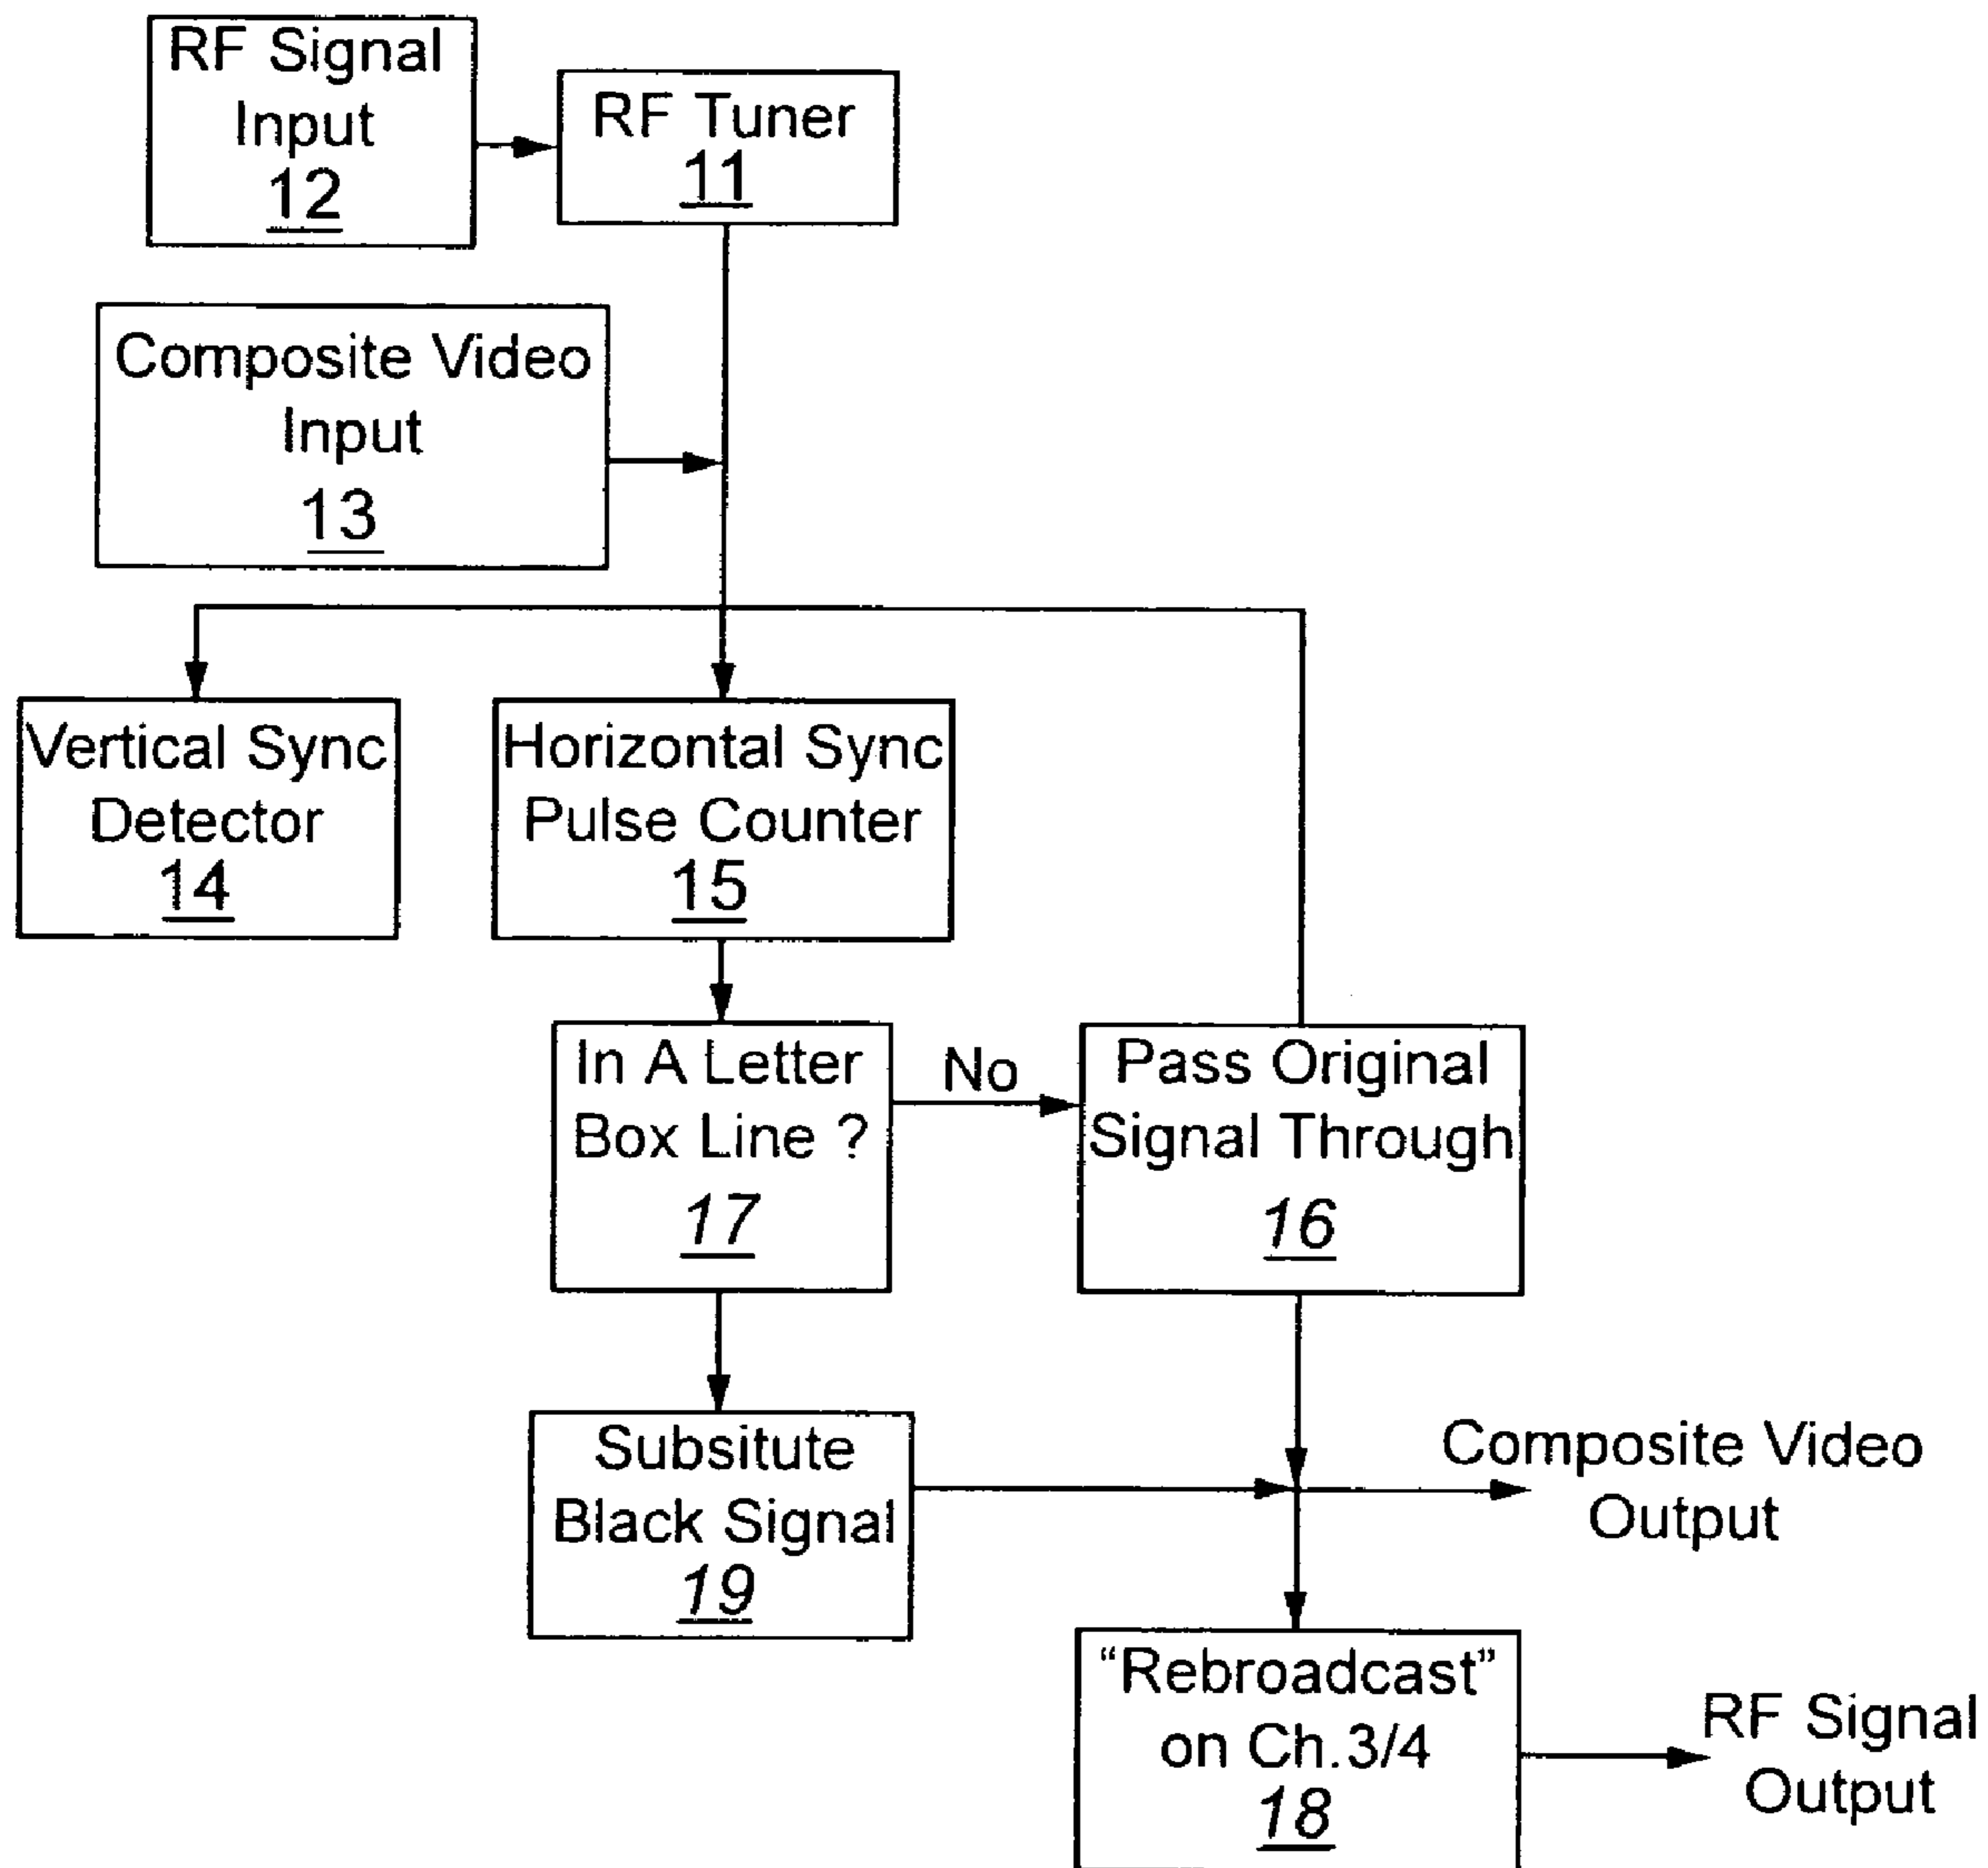 RF Signal
Input
12
RF Tuner
11
Composite Video
Input
13
Vertical Sync
Detector
14
Horizontal Sync
Pulse Counter
15
In A Letter
Box Line ?
17
No
Pass Original
Signal Through
16
Subsitute
Black Signal
19
Composite Video
Output
“Rebroadcast”
on Ch.3/4
18
RF Signal
Output